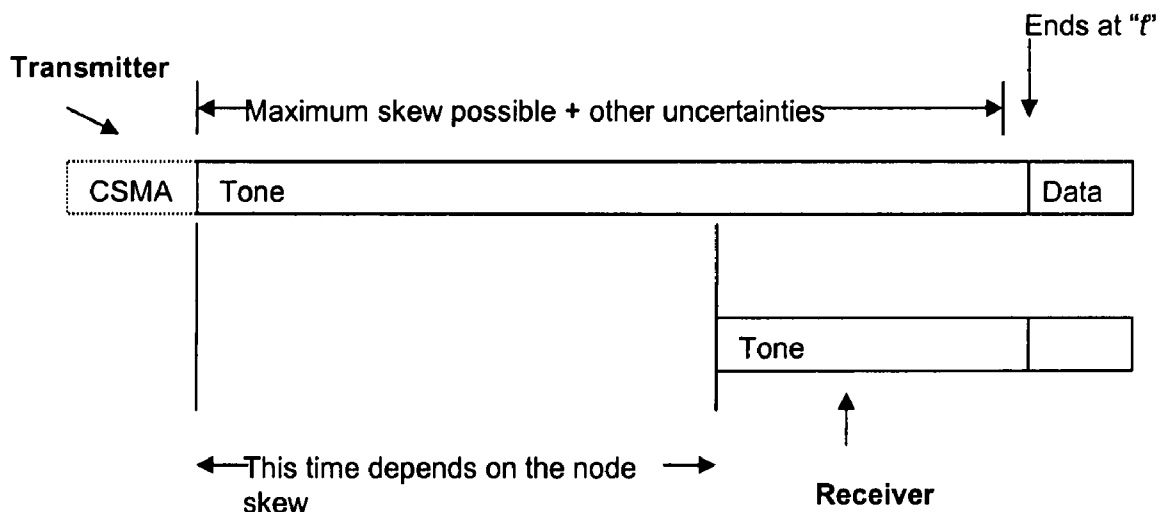 Ends at “t”
Transmitter
Maximum skew possible + other uncertainties
CSMA
Tone
Data
Tone
This time depends on the node
skew
Receiver